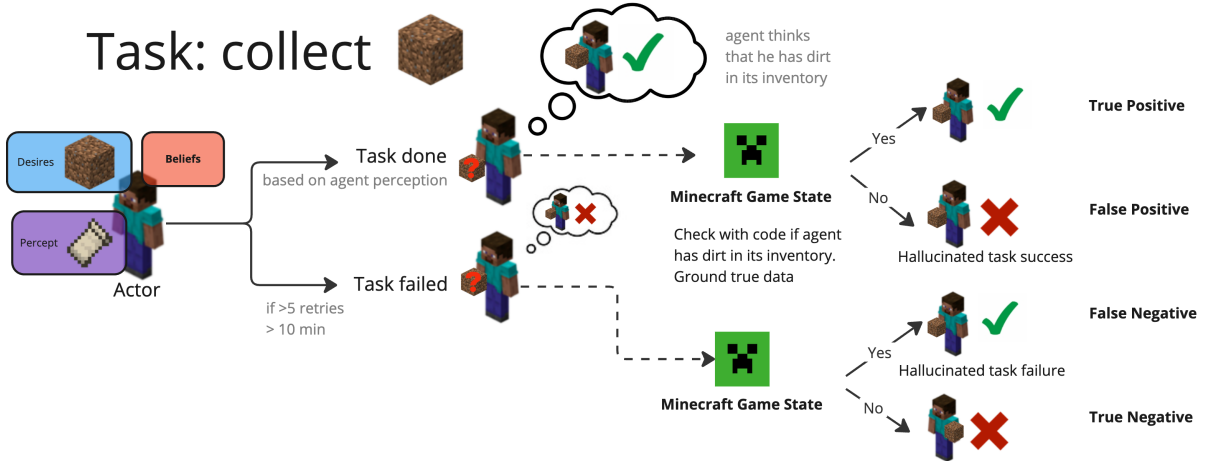 Task: collect
agent thinks
that he has dirt
in its inventory
Desires
Beliefs
Percept
Actor
Task done
based on agent perception
?
Minecraft Game State
Check with code if agent
has dirt in its inventory.
Ground true data
Yes
True Positive
No
False Positive
Hallucinated task success
Task failed
?
if >5 retries
> 10 min
Minecraft Game State
Yes
False Negative
Hallucinated task failure
No
True Negative